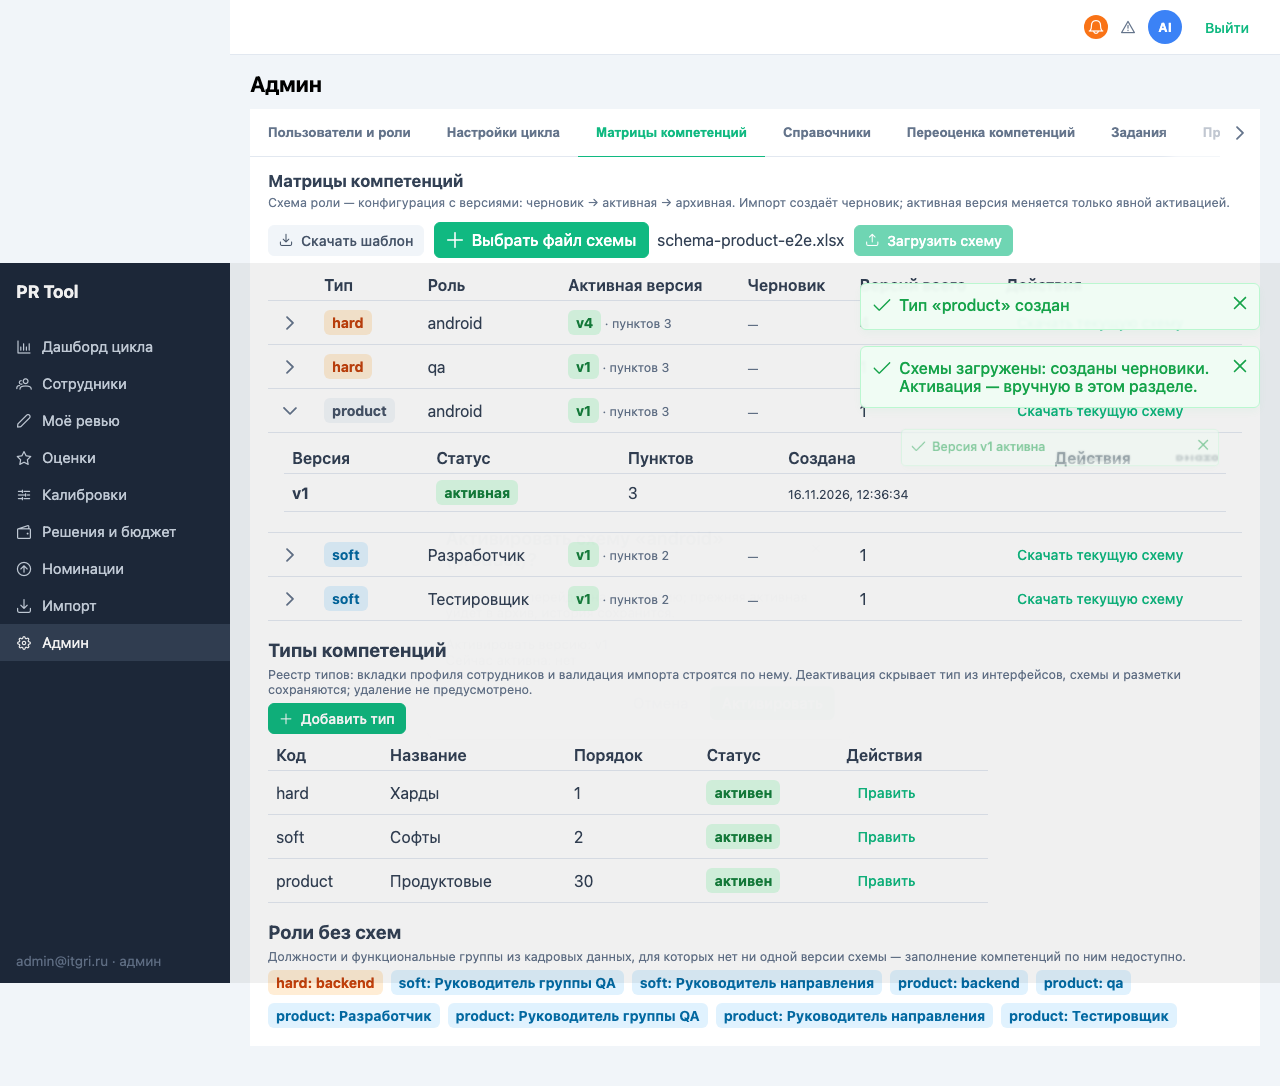 AI
Выйти
Админ
Пользователи и роли
Настройки цикла
Матрицы компетенций
Справочники
Переоценка компетенций
Задания
Пр
Матрицы компетенций
Схема роли — конфигурация с версиями: черновик → активная → архивная. Импорт создаёт черновик; активная версия меняется только явной активацией.
Скачать шаблон
Выбрать файл схемы
schema-product-e2e.xlsx
Загрузить схему
PR Tool
Дашборд цикла
Сотрудники
Моё ревью
Оценки
Калибровки
Решения и бюджет
Номинации
Импорт
Админ
admin@itgri.ru · админ
Тип Роль Активная версия Черновик
Тип «product» создан
hard android v4 · пунктов 3 —
hard qa v1 · пунктов 3 —
Схемы загружены: созданы черновики.
Активация — вручную в этом разделе.
product android v1 · пунктов 3 — 1 Скачать текущую схему
Версия v1 активна
Версия Статус Пунктов Создана Действия
v1 активная 3 16.11.2026, 12:36:34
soft Разработчик v1 · пунктов 2 — 1 Скачать текущую схему
soft Тестировщик v1 · пунктов 2 — 1 Скачать текущую схему
Типы компетенций
Реестр типов: вкладки профиля сотрудников и валидация импорта строятся по нему. Деактивация скрывает тип из интерфейсов, схемы и разметки
сохраняются; удаление не предусмотрено.
Добавить тип
Код Название Порядок Статус Действия
hard Харды 1 активен Править
soft Софты 2 активен Править
product Продуктовые 30 активен Править
Роли без схем
Должности и функциональные группы из кадровых данных, для которых нет ни одной версии схемы — заполнение компетенций по ним недоступно.
hard: backend soft: Руководитель группы QA soft: Руководитель направления product: backend product: qa
product: Разработчик product: Руководитель группы QA product: Руководитель направления product: Тестировщик